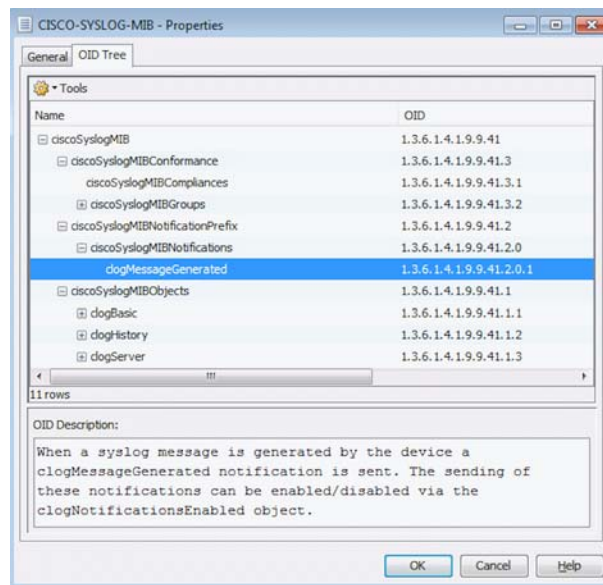 CISCO-SYSLOG-MIB - Properties
General OID Tree
Tools
Name OID
ciscoSyslogMIB 1.3.6.1.4.1.9.9.41
ciscoSyslogMIBConformance 1.3.6.1.4.1.9.9.41.3
ciscoSyslogMIBCompliances 1.3.6.1.4.1.9.9.41.3.1
ciscoSyslogMIBGroups 1.3.6.1.4.1.9.9.41.3.2
ciscoSyslogMIBNotificationPrefix 1.3.6.1.4.1.9.9.41.2
ciscoSyslogMIBNotifications 1.3.6.1.4.1.9.9.41.2.0
clogMessageGenerated 1.3.6.1.4.1.9.9.41.2.0.1
ciscoSyslogMIBObjects 1.3.6.1.4.1.9.9.41.1
clogBasic 1.3.6.1.4.1.9.9.41.1.1
clogHistory 1.3.6.1.4.1.9.9.41.1.2
clogServer 1.3.6.1.4.1.9.9.41.1.3
11 rows
OID Description:
When a syslog message is generated by the device a
clogMessageGenerated notification is sent. The sending of
these notifications can be enabled/disabled via the
clogNotificationsEnabled object.
OK Cancel Help